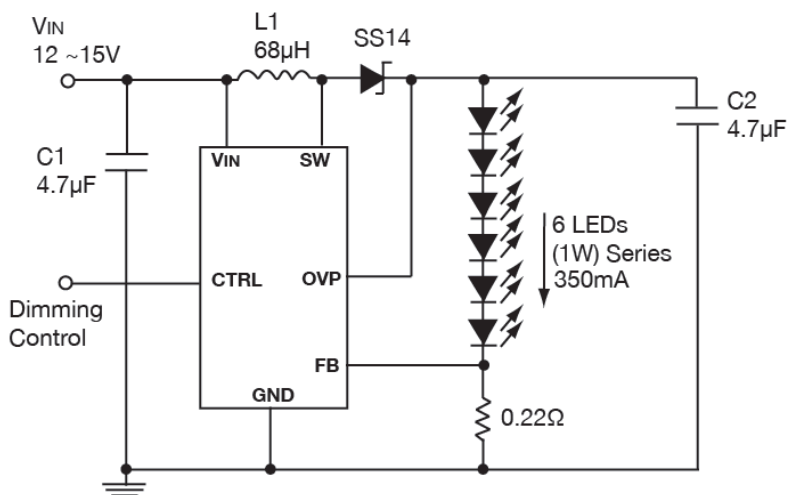 VIN
12 ~15V
L1
68µH
SS14
C2
4.7µF
C1
4.7µF
VIN
SW
6 LEDs
(1W) Series
350mA
CTRL
OVP
Dimming
Control
FB
GND
0.22Ω